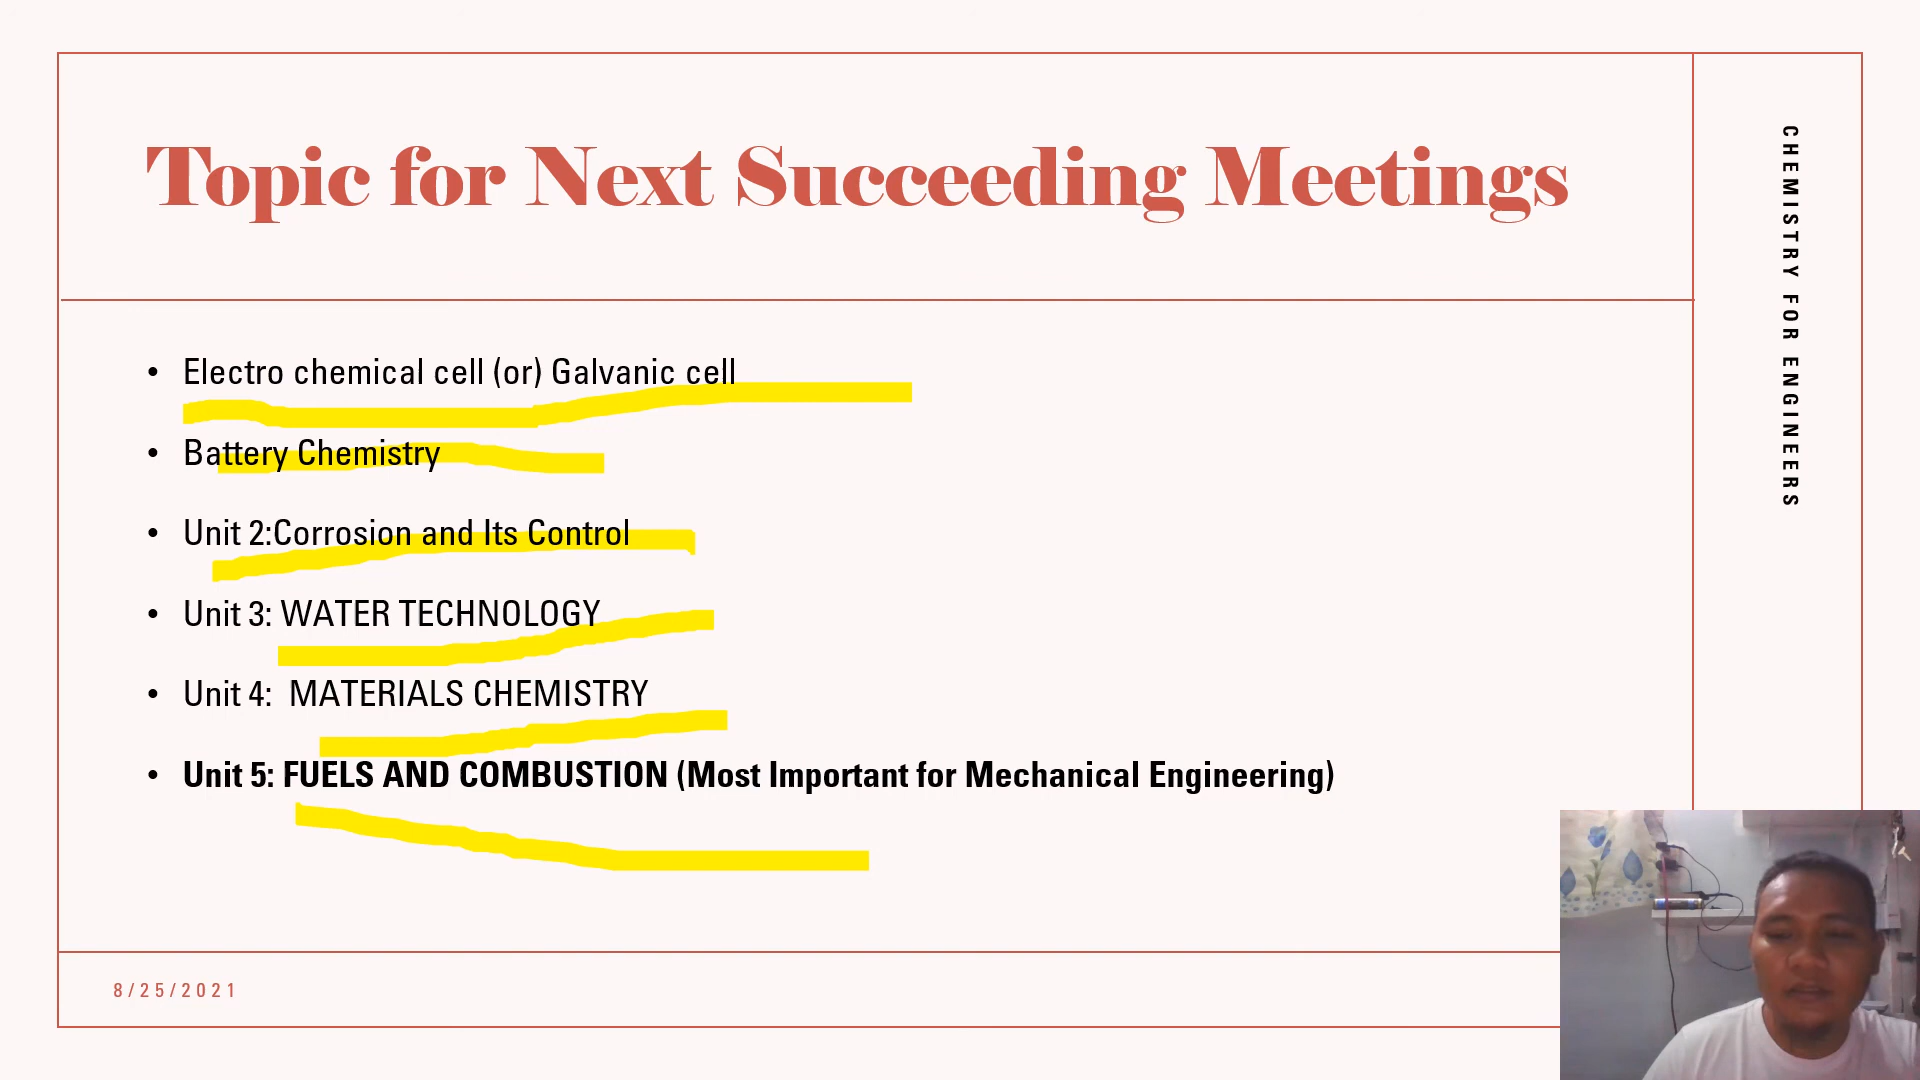 Topic for Next Succeeding Meetings
CHEMISTRY FOR ENGINEERS
• Electro chemical cell (or) Galvanic cell
• Battery Chemistry
• Unit 2:Corrosion and Its Control
• Unit 3: WATER TECHNOLOGY
• Unit 4: MATERIALS CHEMISTRY
• Unit 5: FUELS AND COMBUSTION (Most Important for Mechanical Engineering)
8/25/2021